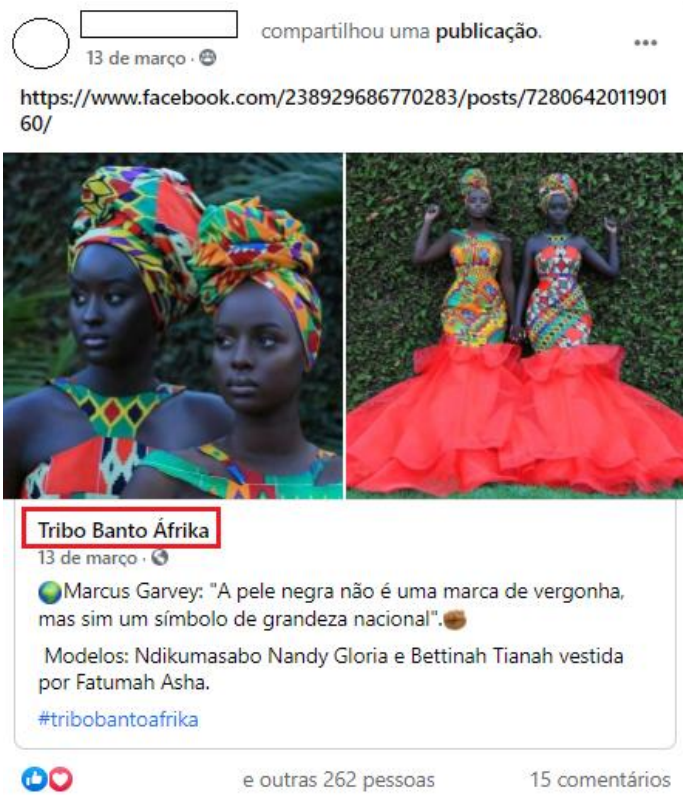 compartilhou uma publicação.
13 de março ·
https://www.facebook.com/238929686770283/posts/7280642011901
60/
Tribo Banto Áfrika
13 de março ·
Marcus Garvey: "A pele negra não é uma marca de vergonha,
mas sim um símbolo de grandeza nacional".
Modelos: Ndikumasabo Nandy Gloria e Bettinah Tianah vestida
por Fatumah Asha.
#tribobantoafrika
e outras 262 pessoas
15 comentários